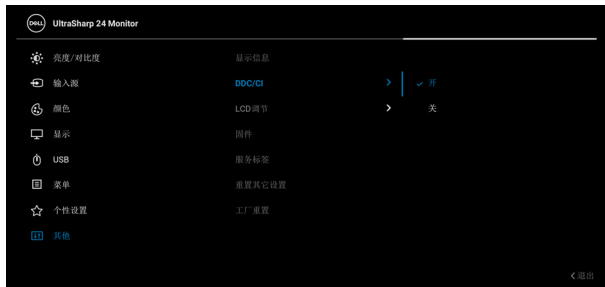 DELL UltraSharp 24 Monitor
亮度/对比度 显示信息
输入源 DDC/CI 开
颜色 LCD调节 关
显示 固件
USB 服务标签
菜单 重置其它设置
个性设置 工厂重置
其他
退出